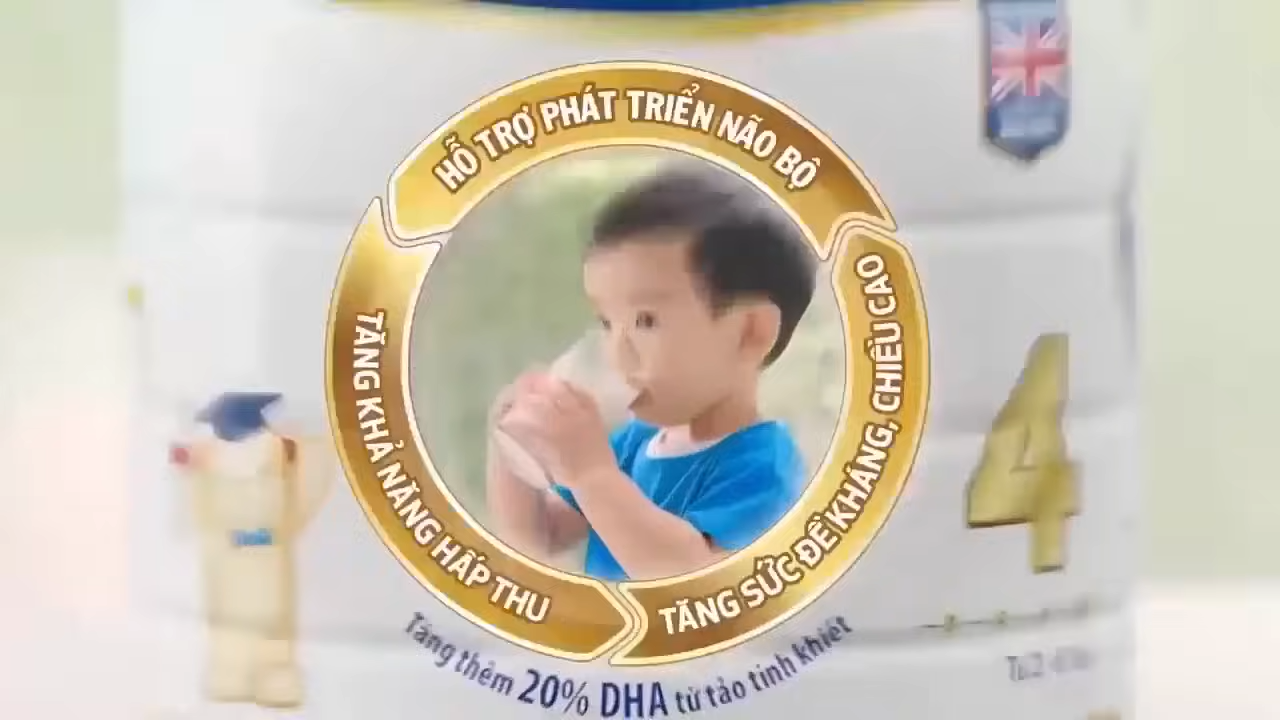 HỖ TRỢ PHÁT TRIỂN NÃO BỘ
TĂNG SỨC ĐỀ KHÁNG, CHIỀU CAO
TĂNG KHẢ NĂNG HẤP THU
4
Tăng thêm 20% DHA từ tảo tinh khiết